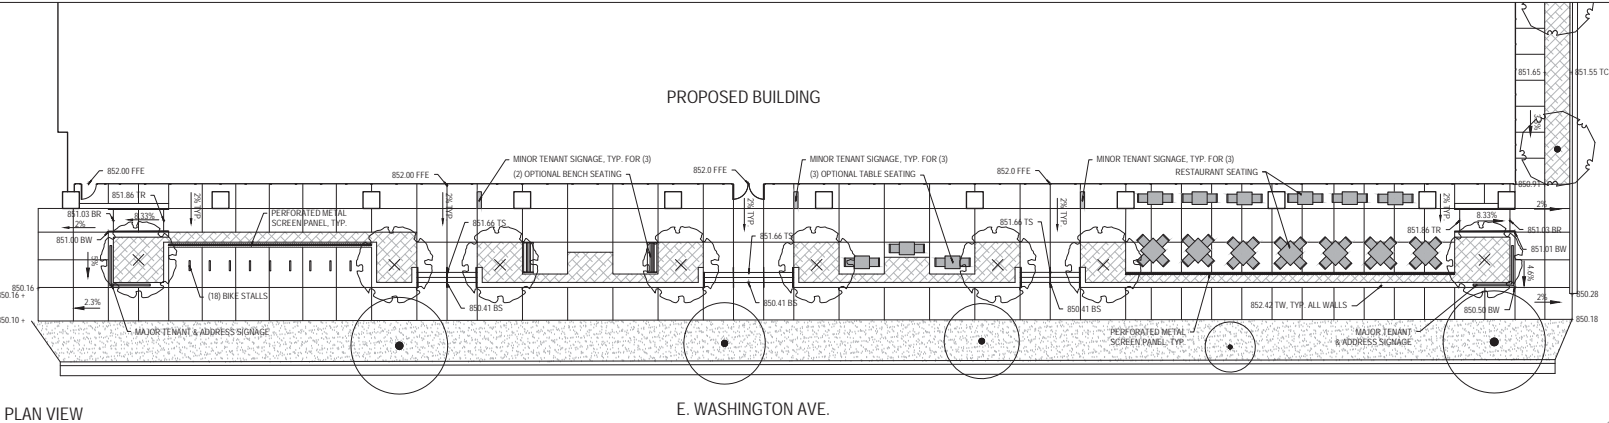 PROPOSED BUILDING
851.65
851.55 TC
MINOR TENANT SIGNAGE, TYP. FOR (3)
(2) OPTIONAL BENCH SEATING
MINOR TENANT SIGNAGE, TYP. FOR (3)
(3) OPTIONAL TABLE SEATING
MINOR TENANT SIGNAGE, TYP. FOR (3)
RESTAURANT SEATING
852.00 FFE
852.00 FFE
852.0 FFE
852.0 FFE
850.91
851.86 TR
2% TYP
2% TYP
2% TYP
2% TYP
2% TYP
851.03 BR
8.33%
2%
PERFORATED METAL
SCREEN PANEL, TYP.
851.66 TS
851.66 TS
851.66 TS
2%
8.33%
851.86 TR
851.03 BR
851.00 BW
851.01 BW
4.6%
850.16
850.16 +
2.3%
(18) BIKE STALLS
850.41 BS
850.41 BS
850.41 BS
852.42 TW, TYP. ALL WALLS
2%
850.50 BW
850.28
850.10 +
850.18
MAJOR TENANT & ADDRESS SIGNAGE
PERFORATED METAL
SCREEN PANEL, TYP.
MAJOR TENANT
& ADDRESS SIGNAGE
PLAN VIEW
E. WASHINGTON AVE.